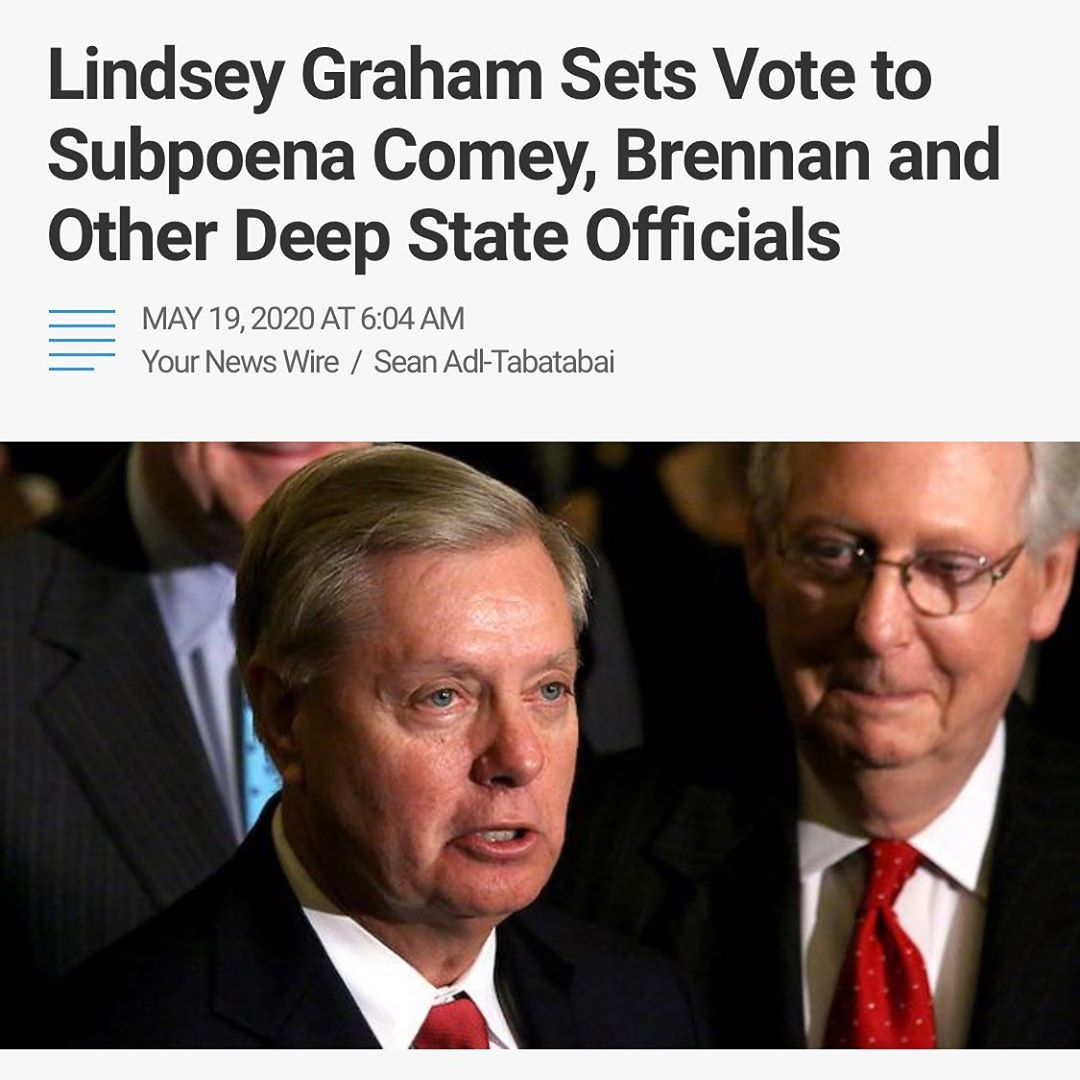 Lindsey Graham Sets Vote to
Subpoena Comey, Brennan and
Other Deep State Officials
MAY 19, 2020 AT 6:04 AM
Your News Wire / Sean Adl-Tabatabai